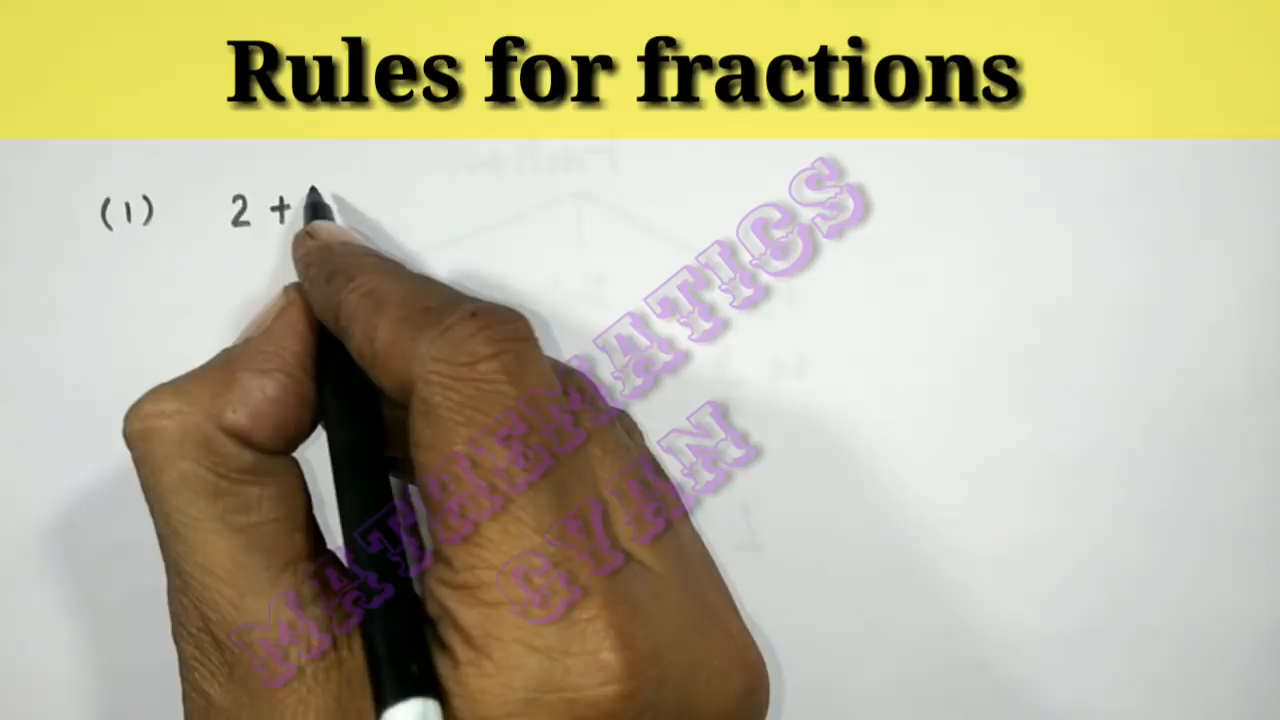 Rules for fractions
(1) 2 +
MATHEMATICS
GYAN